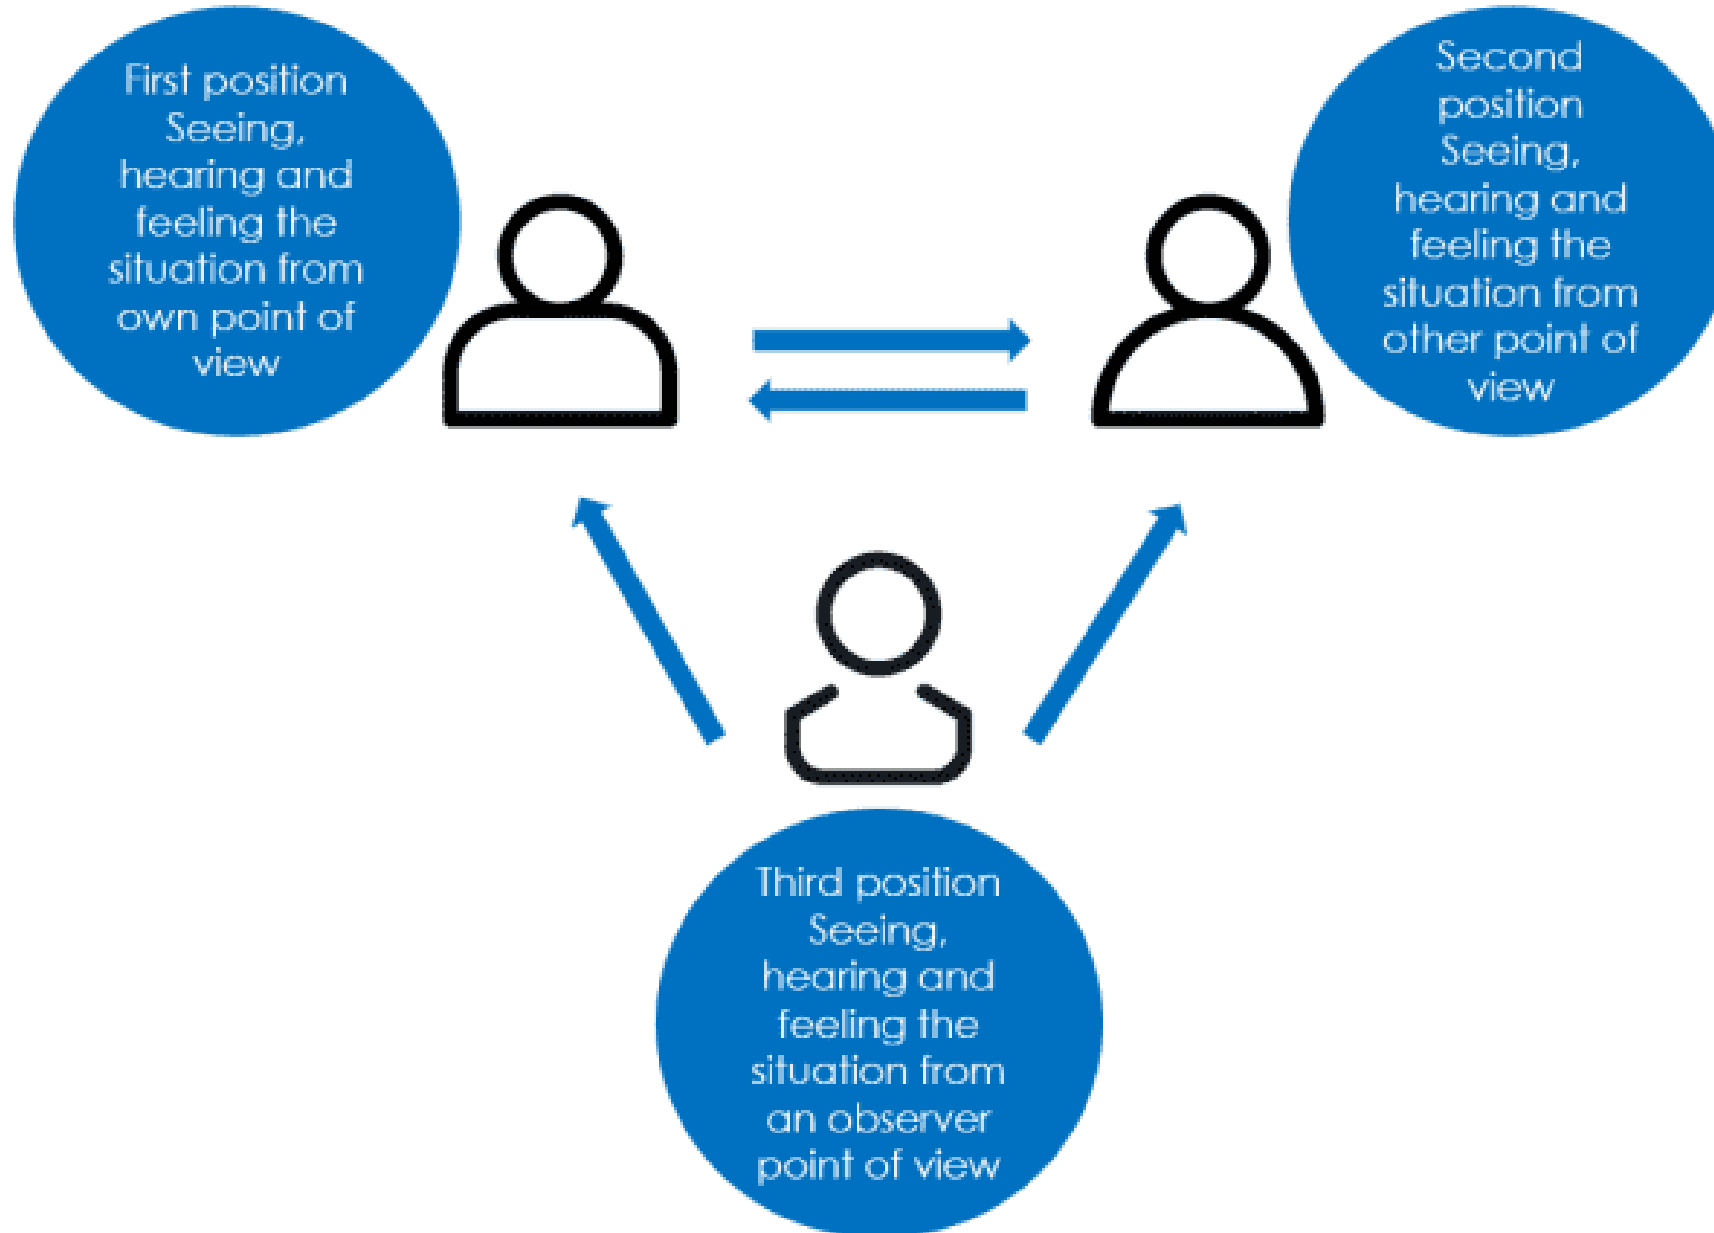 First position
Seeing,
hearing and
feeling the
situation from
own point of
view
Second
position
Seeing,
hearing and
feeling the
situation from
other point of
view
Third position
Seeing,
hearing and
feeling the
situation from
an observer
point of view